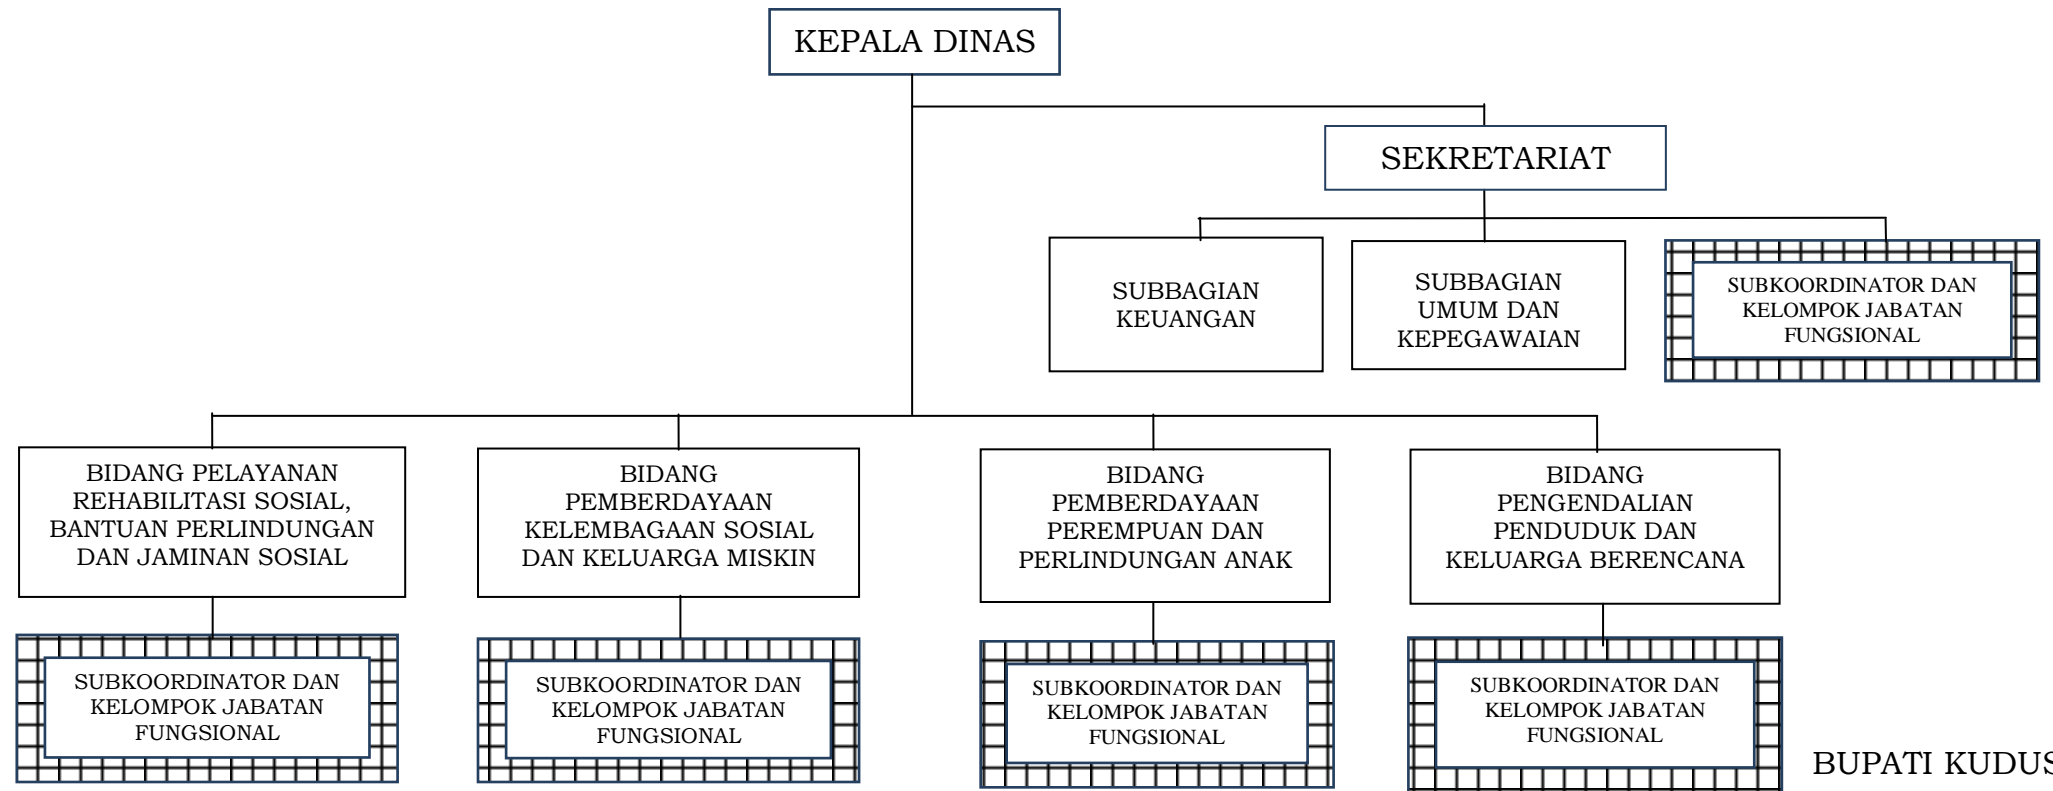 KEPALA DINAS
SEKRETARIAT
SUBBAGIAN
KEUANGAN
SUBBAGIAN
UMUM DAN
KEPEGAWAIAN
SUBKOORDINATOR DAN
KELOMPOK JABATAN
FUNGSIONAL
BIDANG PELAYANAN
REHABILITASI SOSIAL,
BANTUAN PERLINDUNGAN
DAN JAMINAN SOSIAL
BIDANG
PEMBERDAYAAN
KELEMBAGAAN SOSIAL
DAN KELUARGA MISKIN
BIDANG
PEMBERDAYAAN
PEREMPUAN DAN
PERLINDUNGAN ANAK
BIDANG
PENGENDALIAN
PENDUDUK DAN
KELUARGA BERENCANA
SUBKOORDINATOR DAN
KELOMPOK JABATAN
FUNGSIONAL
SUBKOORDINATOR DAN
KELOMPOK JABATAN
FUNGSIONAL
SUBKOORDINATOR DAN
KELOMPOK JABATAN
FUNGSIONAL
SUBKOORDINATOR DAN
KELOMPOK JABATAN
FUNGSIONAL
BUPATI KUDUS